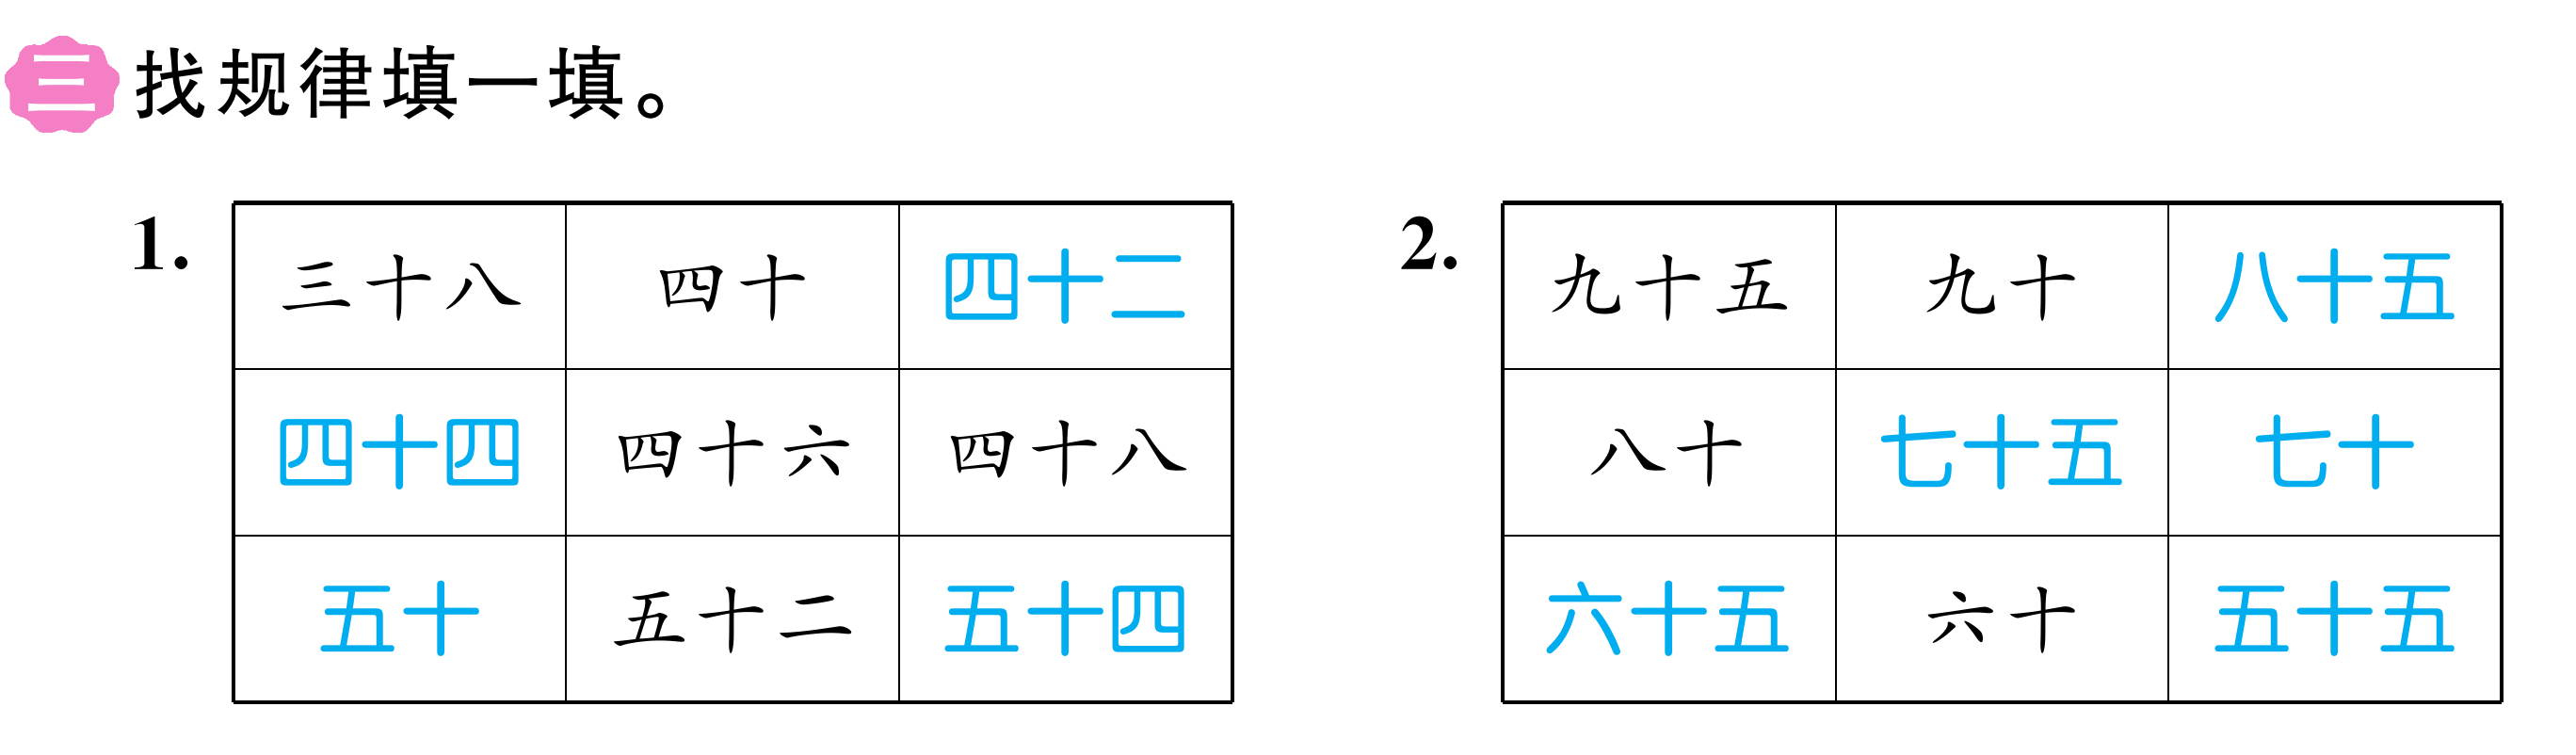 三 找规律填一填。
1. 三十八 四十 四十二 2. 九十五 九十 八十五
四十四 四十六 四十八 八十 七十五 七十
五十 五十二 五十四 六十五 六十 五十五